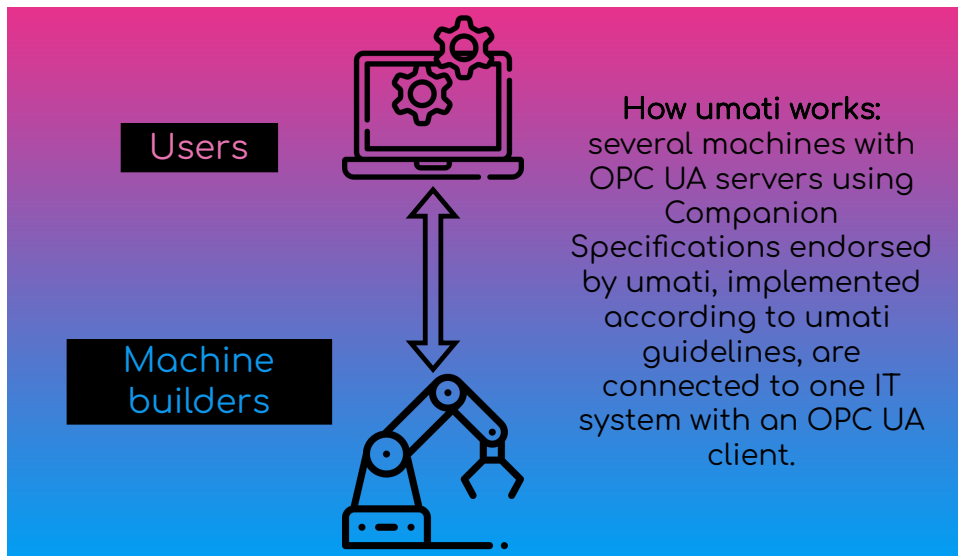 Users
Machine
builders
How umati works:
several machines with
OPC UA servers using
Companion
Specifications endorsed
by umati, implemented
according to umati
guidelines, are
connected to one IT
system with an OPC UA
client.